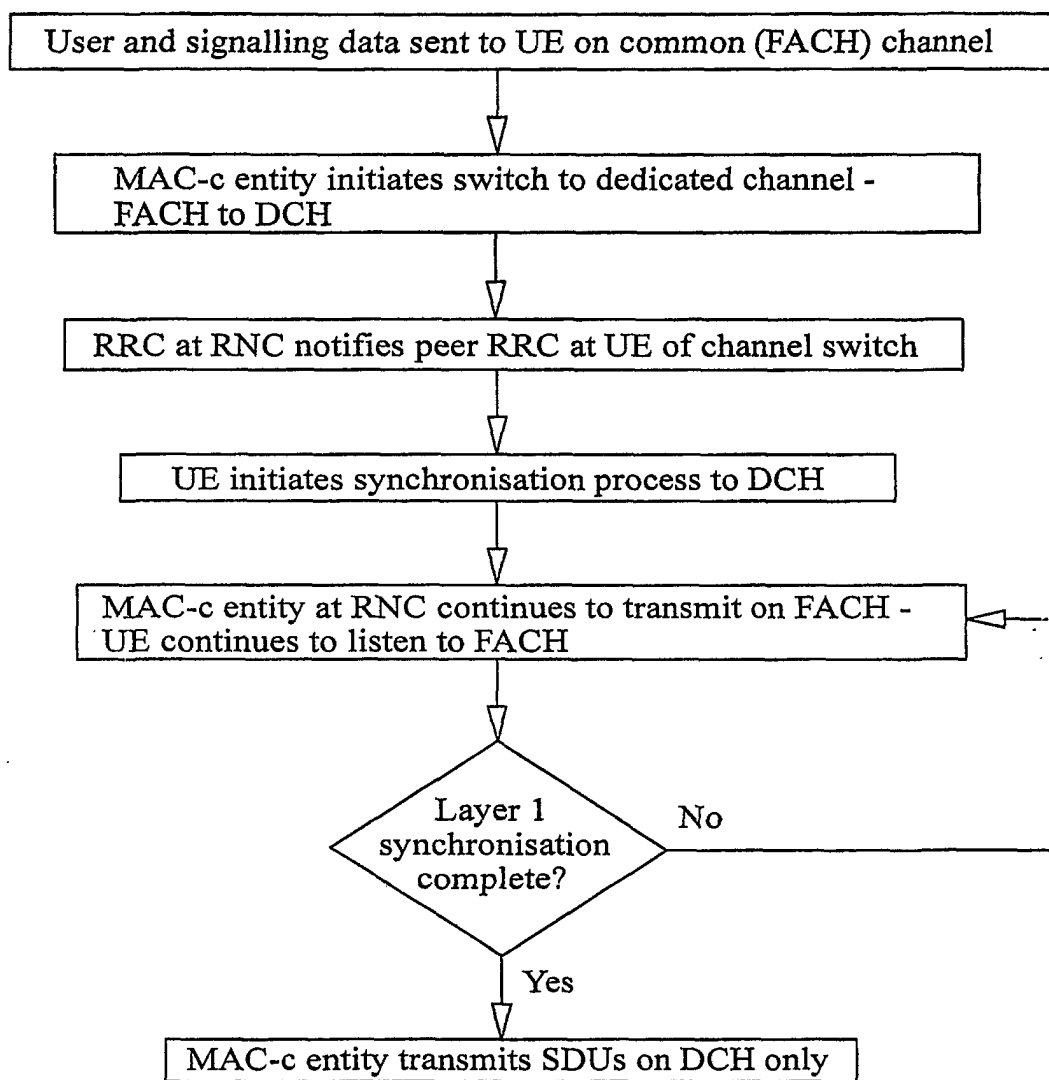 User and signalling data sent to UE on common (FACH) channel
MAC-c entity initiates switch to dedicated channel -
FACH to DCH
RRC at RNC notifies peer RRC at UE of channel switch
UE initiates synchronisation process to DCH
MAC-c entity at RNC continues to transmit on FACH -
UE continues to listen to FACH
Layer 1
synchronisation
complete?
No
Yes
MAC-c entity transmits SDUs on DCH only